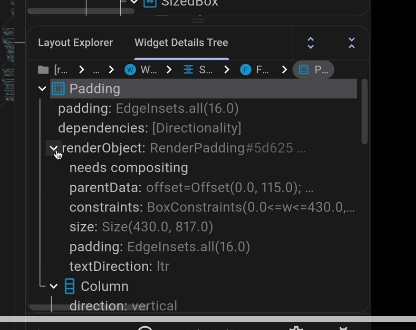 SizedBox
Layout Explorer Widget Details Tree
[r... > ... > W W... > S... > F F... > P...
Padding
padding: EdgeInsets.all(16.0)
dependencies: [Directionality]
renderObject: RenderPadding#5d625 ...
needs compositing
parentData: offset=Offset(0.0, 115.0); ...
constraints: BoxConstraints(0.0<=w<=430.0,...
size: Size(430.0, 817.0)
padding: EdgeInsets.all(16.0)
textDirection: ltr
Column
direction: vertical